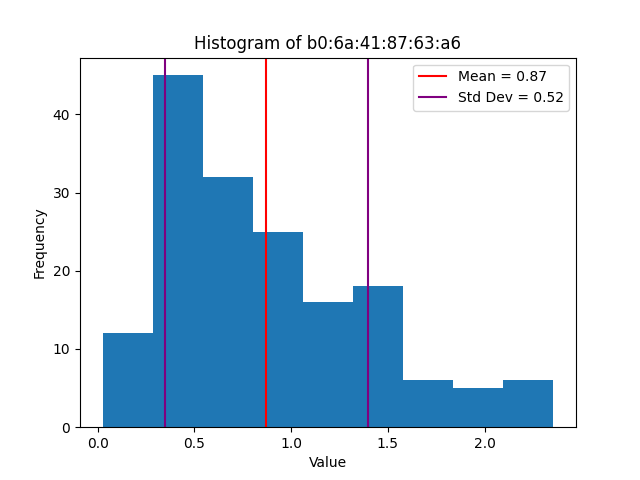 Histogram of b0:6a:41:87:63:a6
Mean = 0.87
Std Dev = 0.52
Frequency
40
30
20
10
0
0.0 0.5 1.0 1.5 2.0
Value